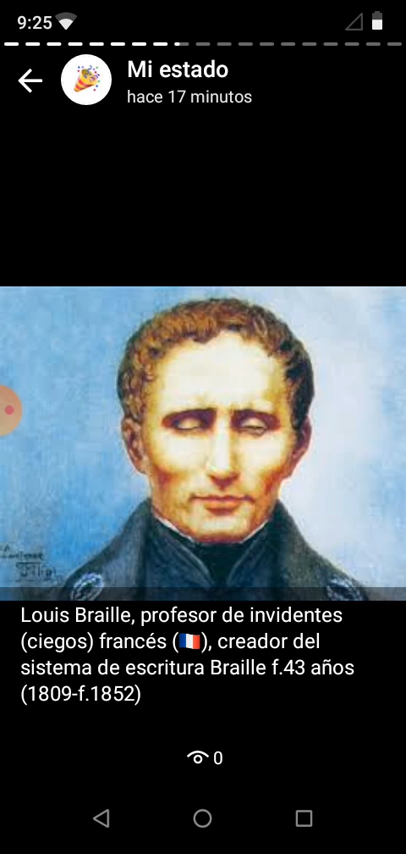 9:25
Mi estado
hace 17 minutos
Louis Braille, profesor de invidentes
(ciegos) francés (🇫🇷), creador del
sistema de escritura Braille f.43 años
(1809-f.1852)
0